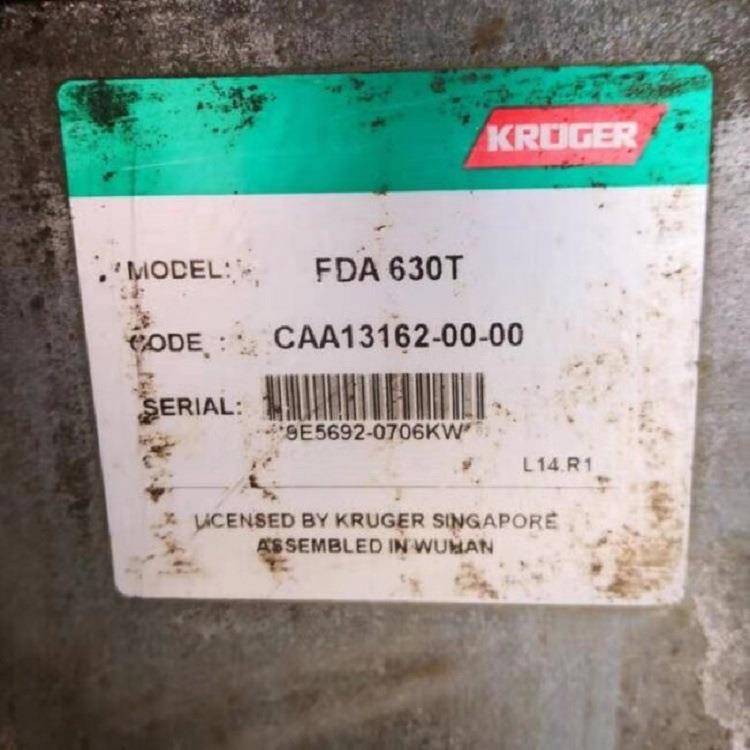 KRUGER
MODEL: FDA 630T
CODE : CAA13162-00-00
SERIAL:
*9E5692-0706KW*
L14.R1
LICENSED BY KRUGER SINGAPORE
ASSEMBLED IN WUHAN